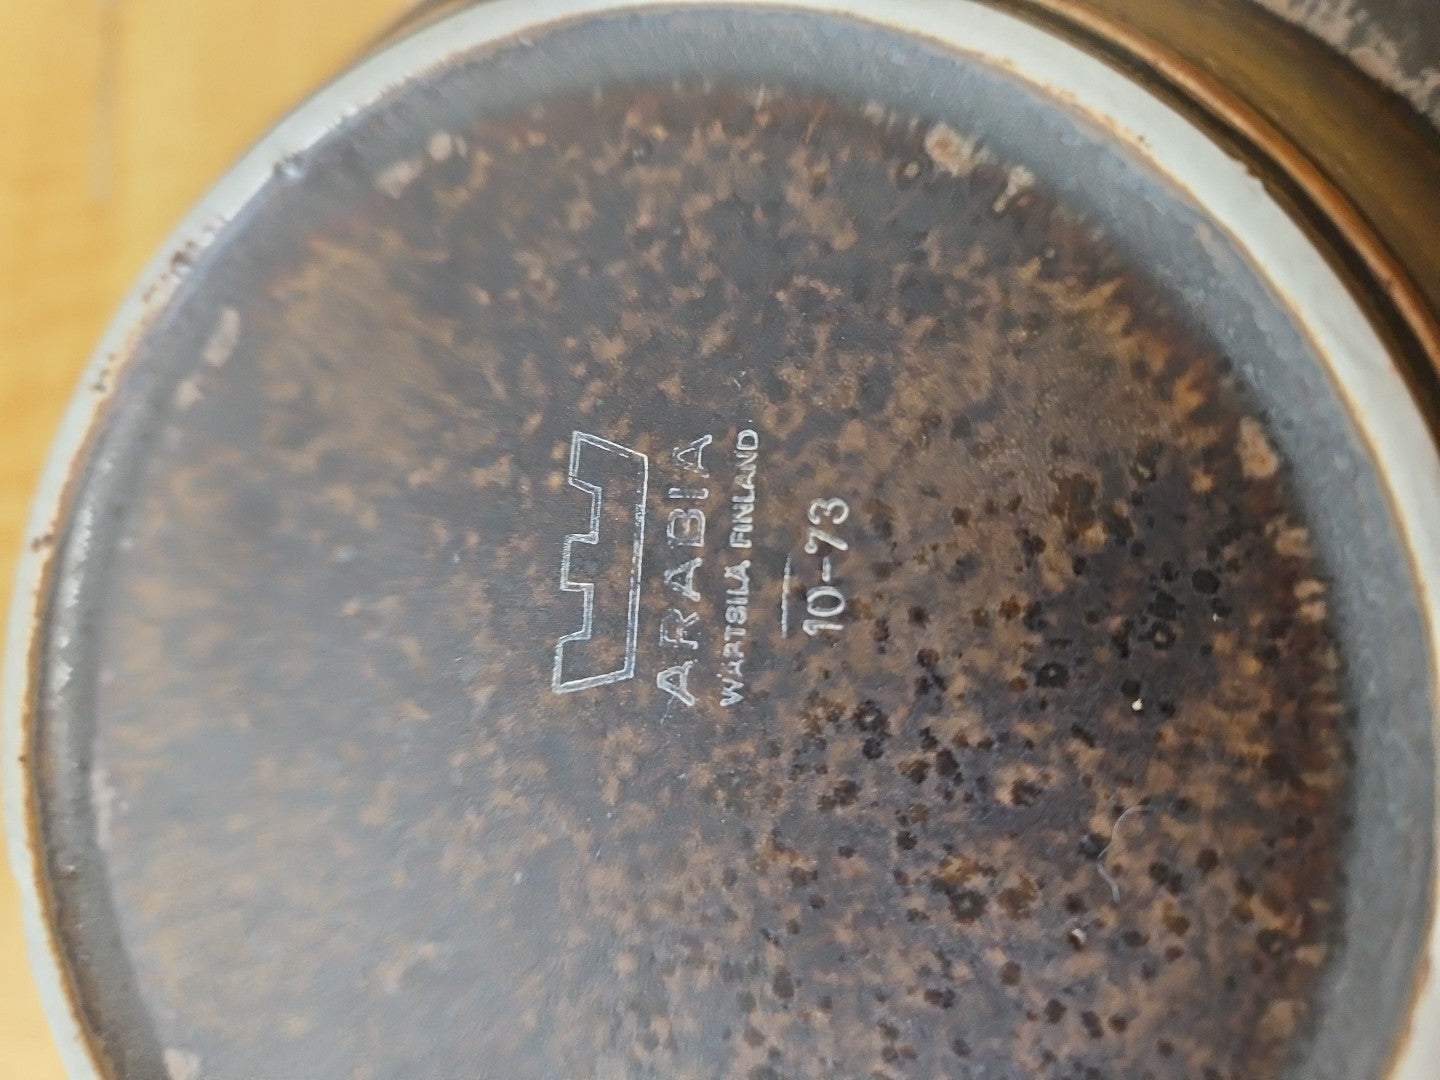 ARABIA
WÄRTSILÄ FINLAND
10-73